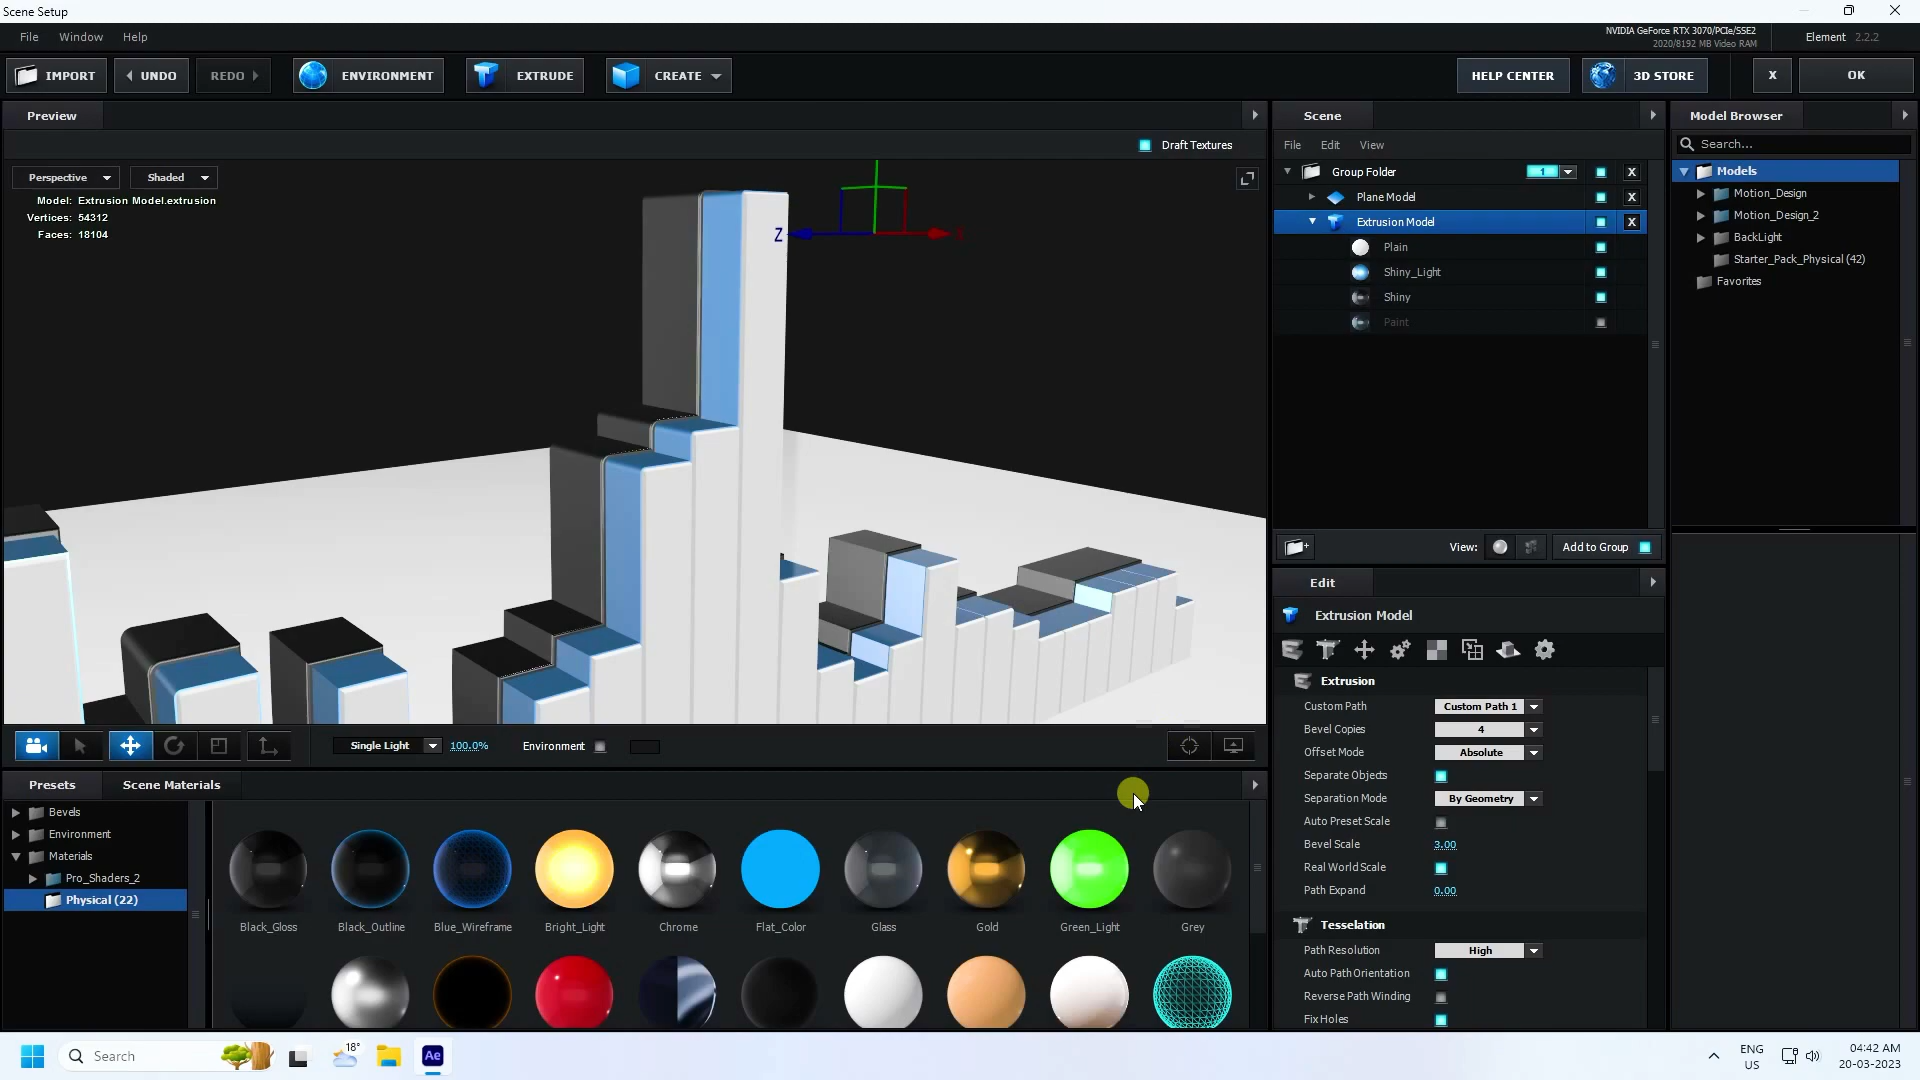 Scene Setup
File
Window
Help
NVIDIA GeForce RTX 3070/PCIe/SSE2
2020/8192 MB Video RAM
Element 2.2.2
IMPORT
UNDO
REDO
ENVIRONMENT
EXTRUDE
CREATE
HELP CENTER
3D STORE
X
OK
Preview
Draft Textures
Perspective
Shaded
Model: Extrusion Model.extrusion
Vertices: 54312
Faces: 18104
Z
Single Light
100.0%
Environment
Scene
File
Edit
View
Group Folder
1
X
Plane Model
X
Extrusion Model
X
Plain
Shiny_Light
Shiny
Paint
View:
Add to Group
Edit
Extrusion Model
Extrusion
Custom Path
Custom Path 1
Bevel Copies
4
Offset Mode
Absolute
Separate Objects
Separation Mode
By Geometry
Auto Preset Scale
Bevel Scale
3.00
Real World Scale
Path Expand
0.00
Tesselation
Path Resolution
High
Auto Path Orientation
Reverse Path Winding
Fix Holes
Model Browser
Search...
Models
Motion_Design
Motion_Design_2
BackLight
Starter_Pack_Physical (42)
Favorites
Presets
Scene Materials
Bevels
Environment
Materials
Pro_Shaders_2
Physical (22)
Black_Gloss
Black_Outline
Blue_Wireframe
Bright_Light
Chrome
Flat_Color
Glass
Gold
Green_Light
Grey
Search
18°
Ae
ENG
US
04:42 AM
20-03-2023